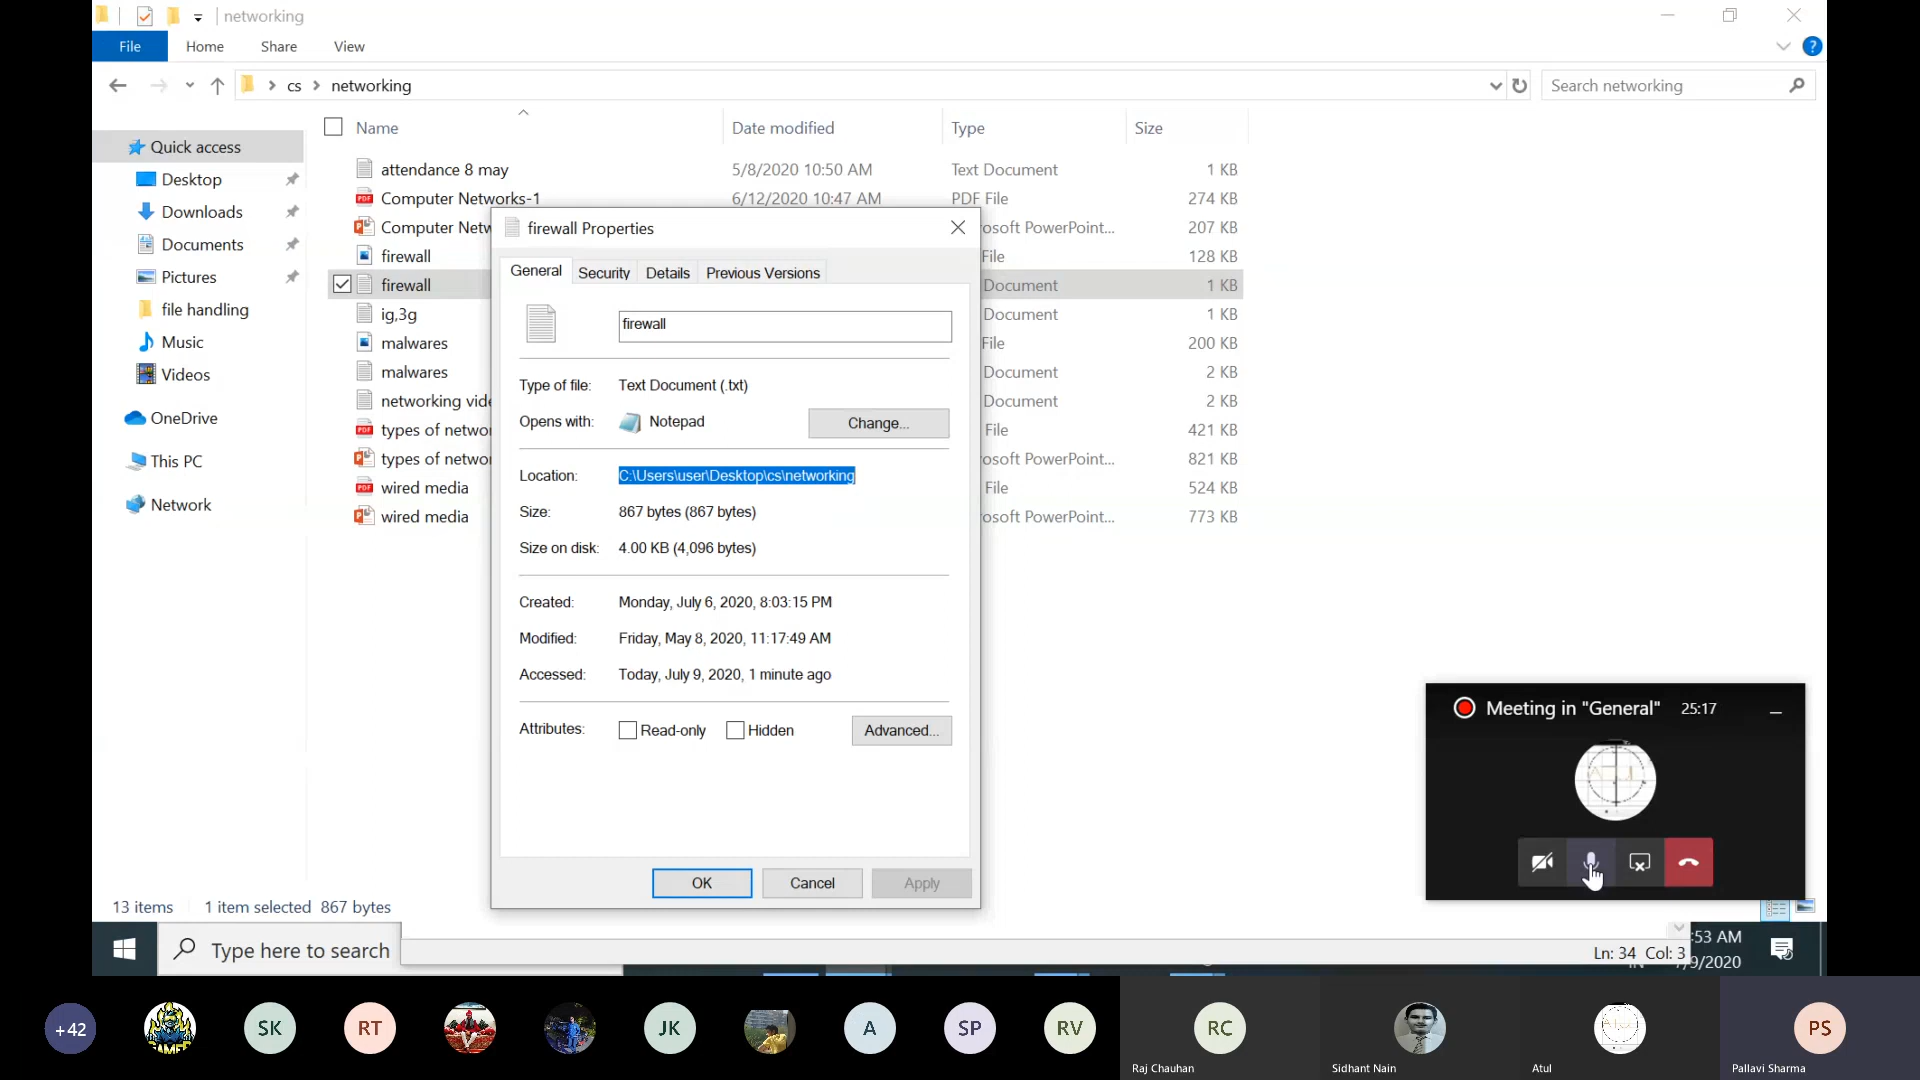 networking
File Home Share View ?
cs networking Search networking
Name Date modified Type Size
Quick access
Desktop
Downloads
Documents
Pictures
file handling
Music
Videos
OneDrive
This PC
Network
attendance 8 may 5/8/2020 10:50 AM Text Document 1 KB
Computer Networks-1 6/12/2020 10:47 AM PDF File 274 KB
Computer Netw osoft PowerPoint... 207 KB
firewall File 128 KB
firewall Document 1 KB
ig,3g Document 1 KB
malwares File 200 KB
malwares Document 2 KB
networking vide Document 2 KB
types of networ File 421 KB
types of networ osoft PowerPoint... 821 KB
wired media File 524 KB
wired media osoft PowerPoint... 773 KB
firewall Properties
General Security Details Previous Versions
firewall
Type of file: Text Document (.txt)
Opens with: Notepad Change...
Location: C:\Users\user\Desktop\cs\networking
Size: 867 bytes (867 bytes)
Size on disk: 4.00 KB (4,096 bytes)
Created: Monday, July 6, 2020, 8:03:15 PM
Modified: Friday, May 8, 2020, 11:17:49 AM
Accessed: Today, July 9, 2020, 1 minute ago
Attributes: Read-only Hidden Advanced...
OK Cancel Apply
Meeting in "General" 25:17
13 items 1 item selected 867 bytes
Type here to search
Ln: 34 Col: 3
:53 AM
/9/2020
+42 SK RT JK A SP RV RC PS
Raj Chauhan Sidhant Nain Atul Pallavi Sharma